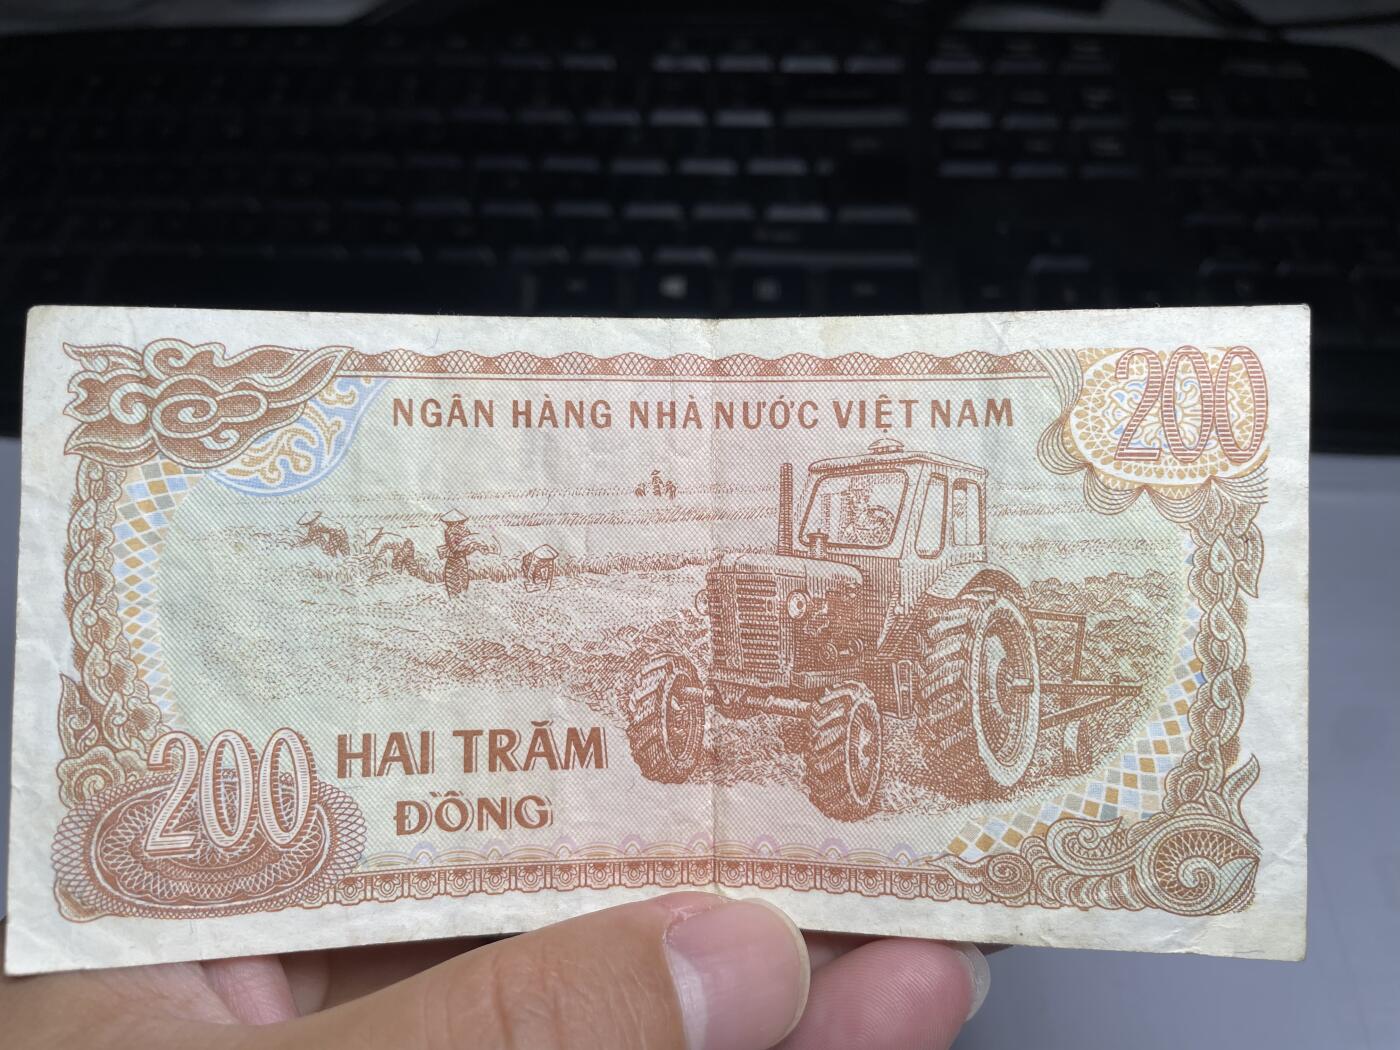 NGÂN HÀNG NHÀ NƯỚC VIỆT NAM
200
200
HAI TRĂM
ĐỒNG